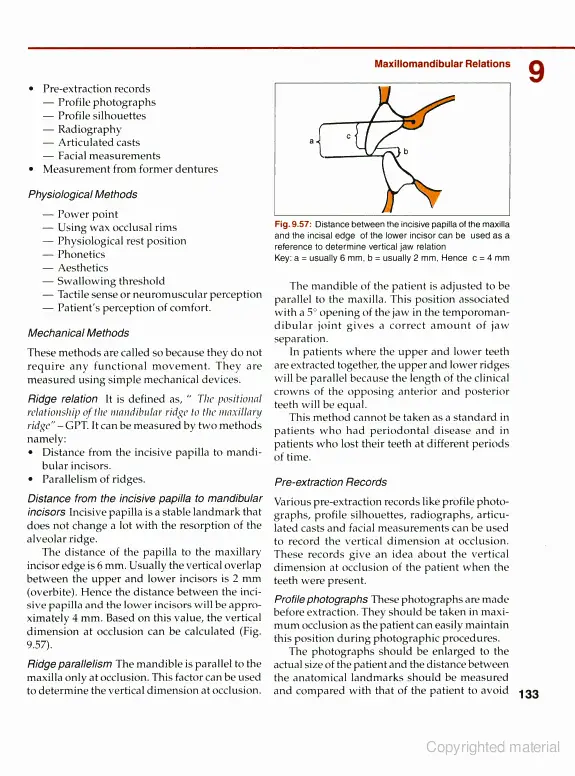 Maxillomandibular Relations
9
• Pre-extraction records
— Profile photographs
— Profile silhouettes
— Radiography
— Articulated casts
— Facial measurements
• Measurement from former dentures
Physiological Methods
— Power point
— Using wax occlusal rims
— Physiological rest position
— Phonetics
— Aesthetics
— Swallowing threshold
— Tactile sense or neuromuscular perception
— Patient's perception of comfort.
Mechanical Methods
These methods are called so because they do not
require any functional movement. They are
measured using simple mechanical devices.
Ridge relation It is defined as, " The positional
relationship of the mandibular ridge to the maxillary
ridge" – GPT. It can be measured by two methods
namely:
• Distance from the incisive papilla to mandi-
bular incisors.
• Parallelism of ridges.
Distance from the incisive papilla to mandibular
incisors Incisive papilla is a stable landmark that
does not change a lot with the resorption of the
alveolar ridge.
The distance of the papilla to the maxillary
incisor edge is 6 mm. Usually the vertical overlap
between the upper and lower incisors is 2 mm
(overbite). Hence the distance between the inci-
sive papilla and the lower incisors will be appro-
ximately 4 mm. Based on this value, the vertical
dimension at occlusion can be calculated (Fig.
9.57).
Ridge parallelism The mandible is parallel to the
maxilla only at occlusion. This factor can be used
to determine the vertical dimension at occlusion.
a
c
b
Fig. 9.57: Distance between the incisive papilla of the maxilla
and the incisal edge of the lower incisor can be used as a
reference to determine vertical jaw relation
Key: a = usually 6 mm, b = usually 2 mm, Hence c = 4 mm
The mandible of the patient is adjusted to be
parallel to the maxilla. This position associated
with a 5° opening of the jaw in the temporoman-
dibular joint gives a correct amount of jaw
separation.
In patients where the upper and lower teeth
are extracted together, the upper and lower ridges
will be parallel because the length of the clinical
crowns of the opposing anterior and posterior
teeth will be equal.
This method cannot be taken as a standard in
patients who had periodontal disease and in
patients who lost their teeth at different periods
of time.
Pre-extraction Records
Various pre-extraction records like profile photo-
graphs, profile silhouettes, radiographs, articu-
lated casts and facial measurements can be used
to record the vertical dimension at occlusion.
These records give an idea about the vertical
dimension at occlusion of the patient when the
teeth were present.
Profile photographs These photographs are made
before extraction. They should be taken in maxi-
mum occlusion as the patient can easily maintain
this position during photographic procedures.
The photographs should be enlarged to the
actual size of the patient and the distance between
the anatomical landmarks should be measured
and compared with that of the patient to avoid
133
Copyrighted material